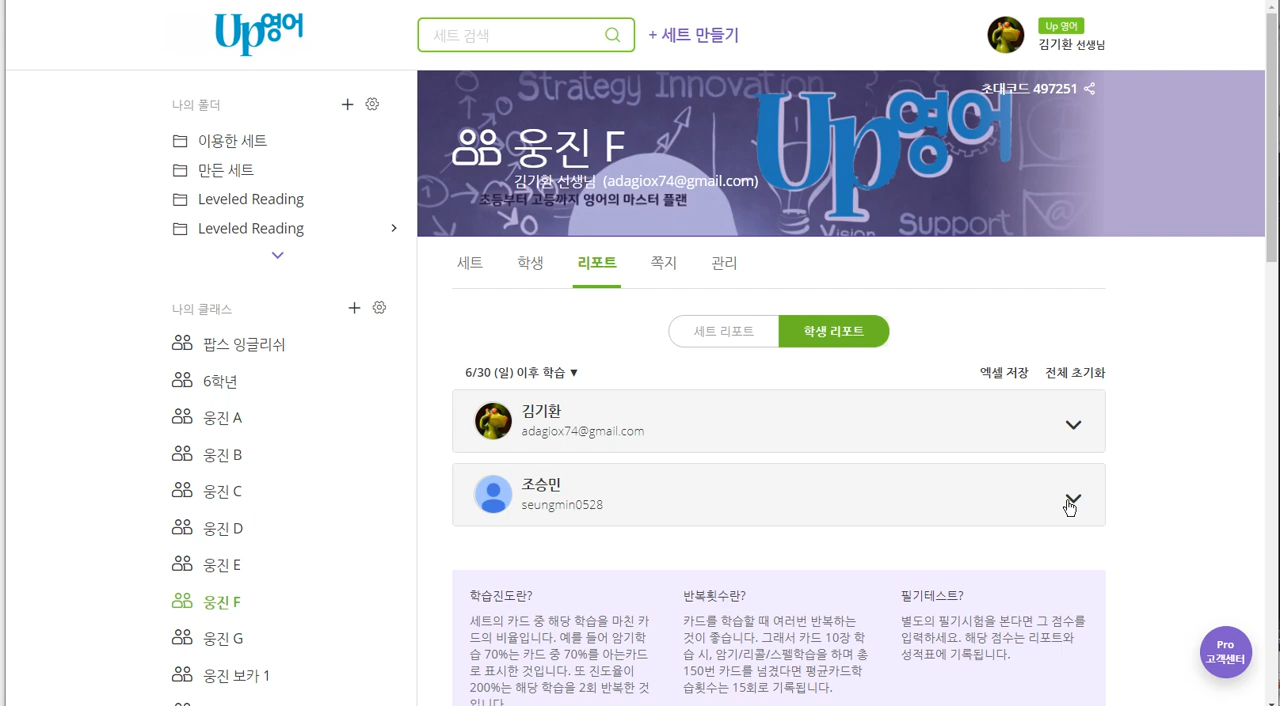 Up영어
세트 검색
+ 세트 만들기
Up 영어
김기환 선생님
나의 폴더
이용한 세트
만든 세트
Leveled Reading
Leveled Reading
나의 클래스
팝스 잉글리쉬
6학년
웅진 A
웅진 B
웅진 C
웅진 D
웅진 E
웅진 F
웅진 G
웅진 보카 1
Strategy Innovation
초대코드 497251
웅진 F
Up영어
김기환 선생님 (adagiox74@gmail.com)
초등부터 고등까지 영어의 마스터 플랜
Vision
Support
세트 학생 리포트 쪽지 관리
세트 리포트 학생 리포트
6/30 (일) 이후 학습 ▼
엑셀 저장 전체 초기화
김기환
adagiox74@gmail.com
조승민
seungmin0528
학습진도란?
세트의 카드 중 해당 학습을 마친 카
드의 비율입니다. 예를 들어 암기학
습 70%는 카드 중 70%를 아는카드
로 표시한 것입니다. 또 진도율이
200%는 해당 학습을 2회 반복한 것
입니다.
반복횟수란?
카드를 학습할 때 여러번 반복하는
것이 좋습니다. 그래서 카드 10장 학
습 시, 암기/리콜/스펠학습을 하며 총
150번 카드를 넘겼다면 평균카드학
습횟수는 15회로 기록됩니다.
필기테스트?
별도의 필기시험을 본다면 그 점수를
입력하세요. 해당 점수는 리포트와
성적표에 기록됩니다.
Pro
고객센터